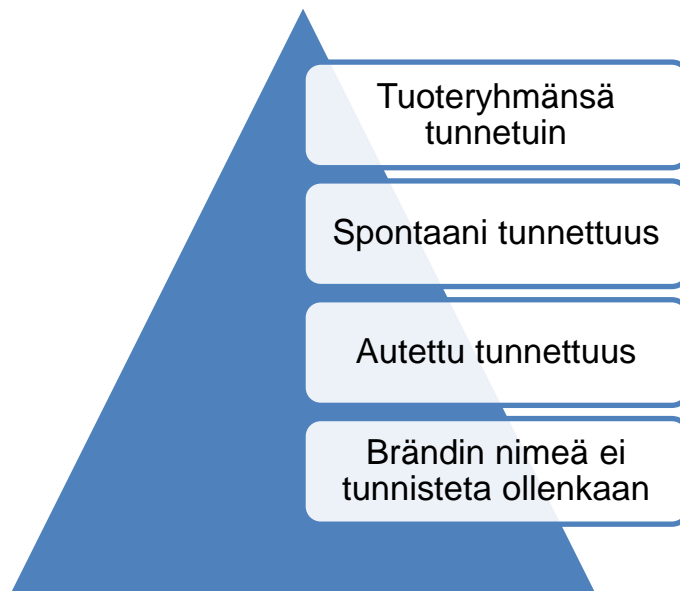 Tuoteryhmänsä
tunnetuin
Spontaani tunnettuus
Autettu tunnettuus
Brändin nimeä ei
tunnisteta ollenkaan